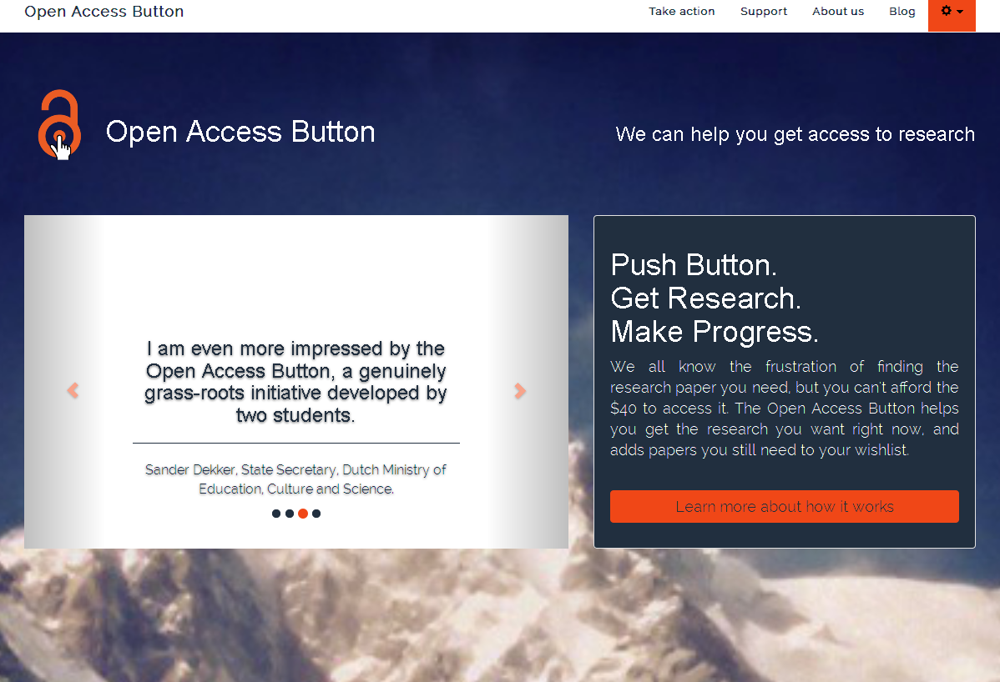 Open Access Button
Take action
Support
About us
Blog
Open Access Button
We can help you get access to research
I am even more impressed by the
Open Access Button, a genuinely
grass-roots initiative developed by
two students.
Sander Dekker, State Secretary, Dutch Ministry of
Education, Culture and Science.
Push Button.
Get Research.
Make Progress.
We all know the frustration of finding the
research paper you need, but you can't afford the
$40 to access it. The Open Access Button helps
you get the research you want right now, and
adds papers you still need to your wishlist.
Learn more about how it works